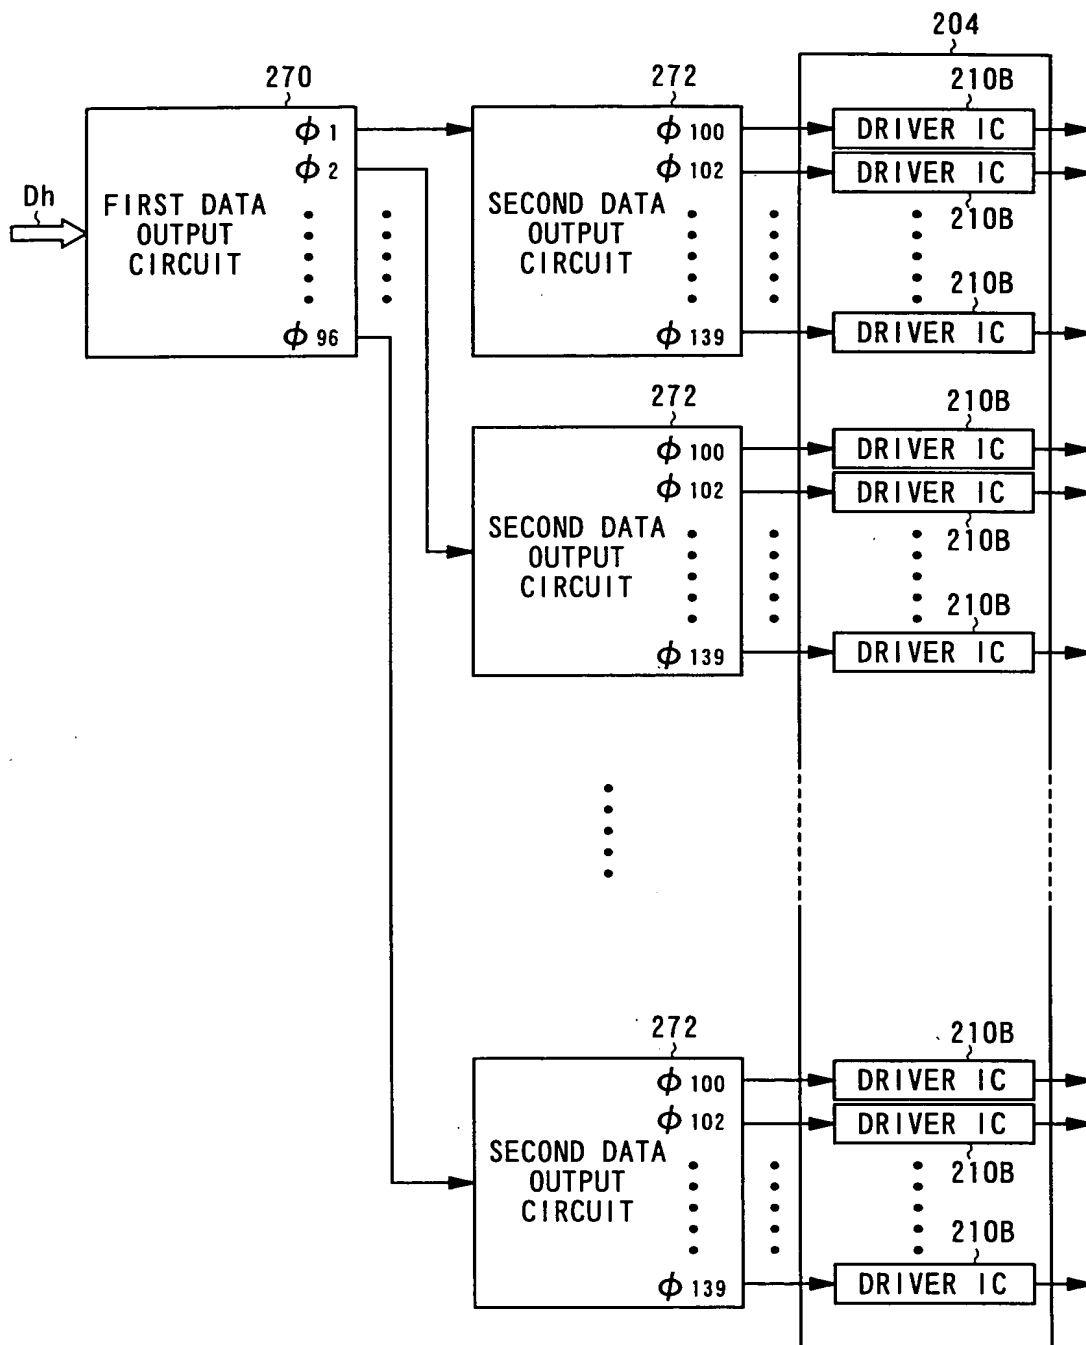 204
270
272
210B
Φ 1
Φ 100
DRIVER IC
Φ 2
Φ 102
DRIVER IC
Dh
FIRST DATA
OUTPUT
CIRCUIT
SECOND DATA
OUTPUT
CIRCUIT
210B
210B
Φ 96
Φ 139
DRIVER IC
272
210B
Φ 100
DRIVER IC
Φ 102
DRIVER IC
SECOND DATA
OUTPUT
CIRCUIT
210B
210B
Φ 139
DRIVER IC
272
210B
Φ 100
DRIVER IC
Φ 102
DRIVER IC
SECOND DATA
OUTPUT
CIRCUIT
210B
210B
Φ 139
DRIVER IC